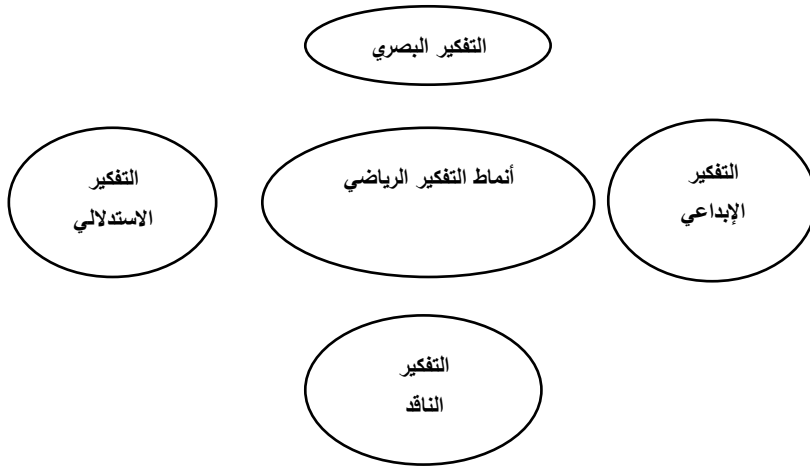 التفكير البصري
التفكير
الإبداعي
أنماط التفكير الرياضي
التفكير
الاستدلالي
التفكير
الناقد